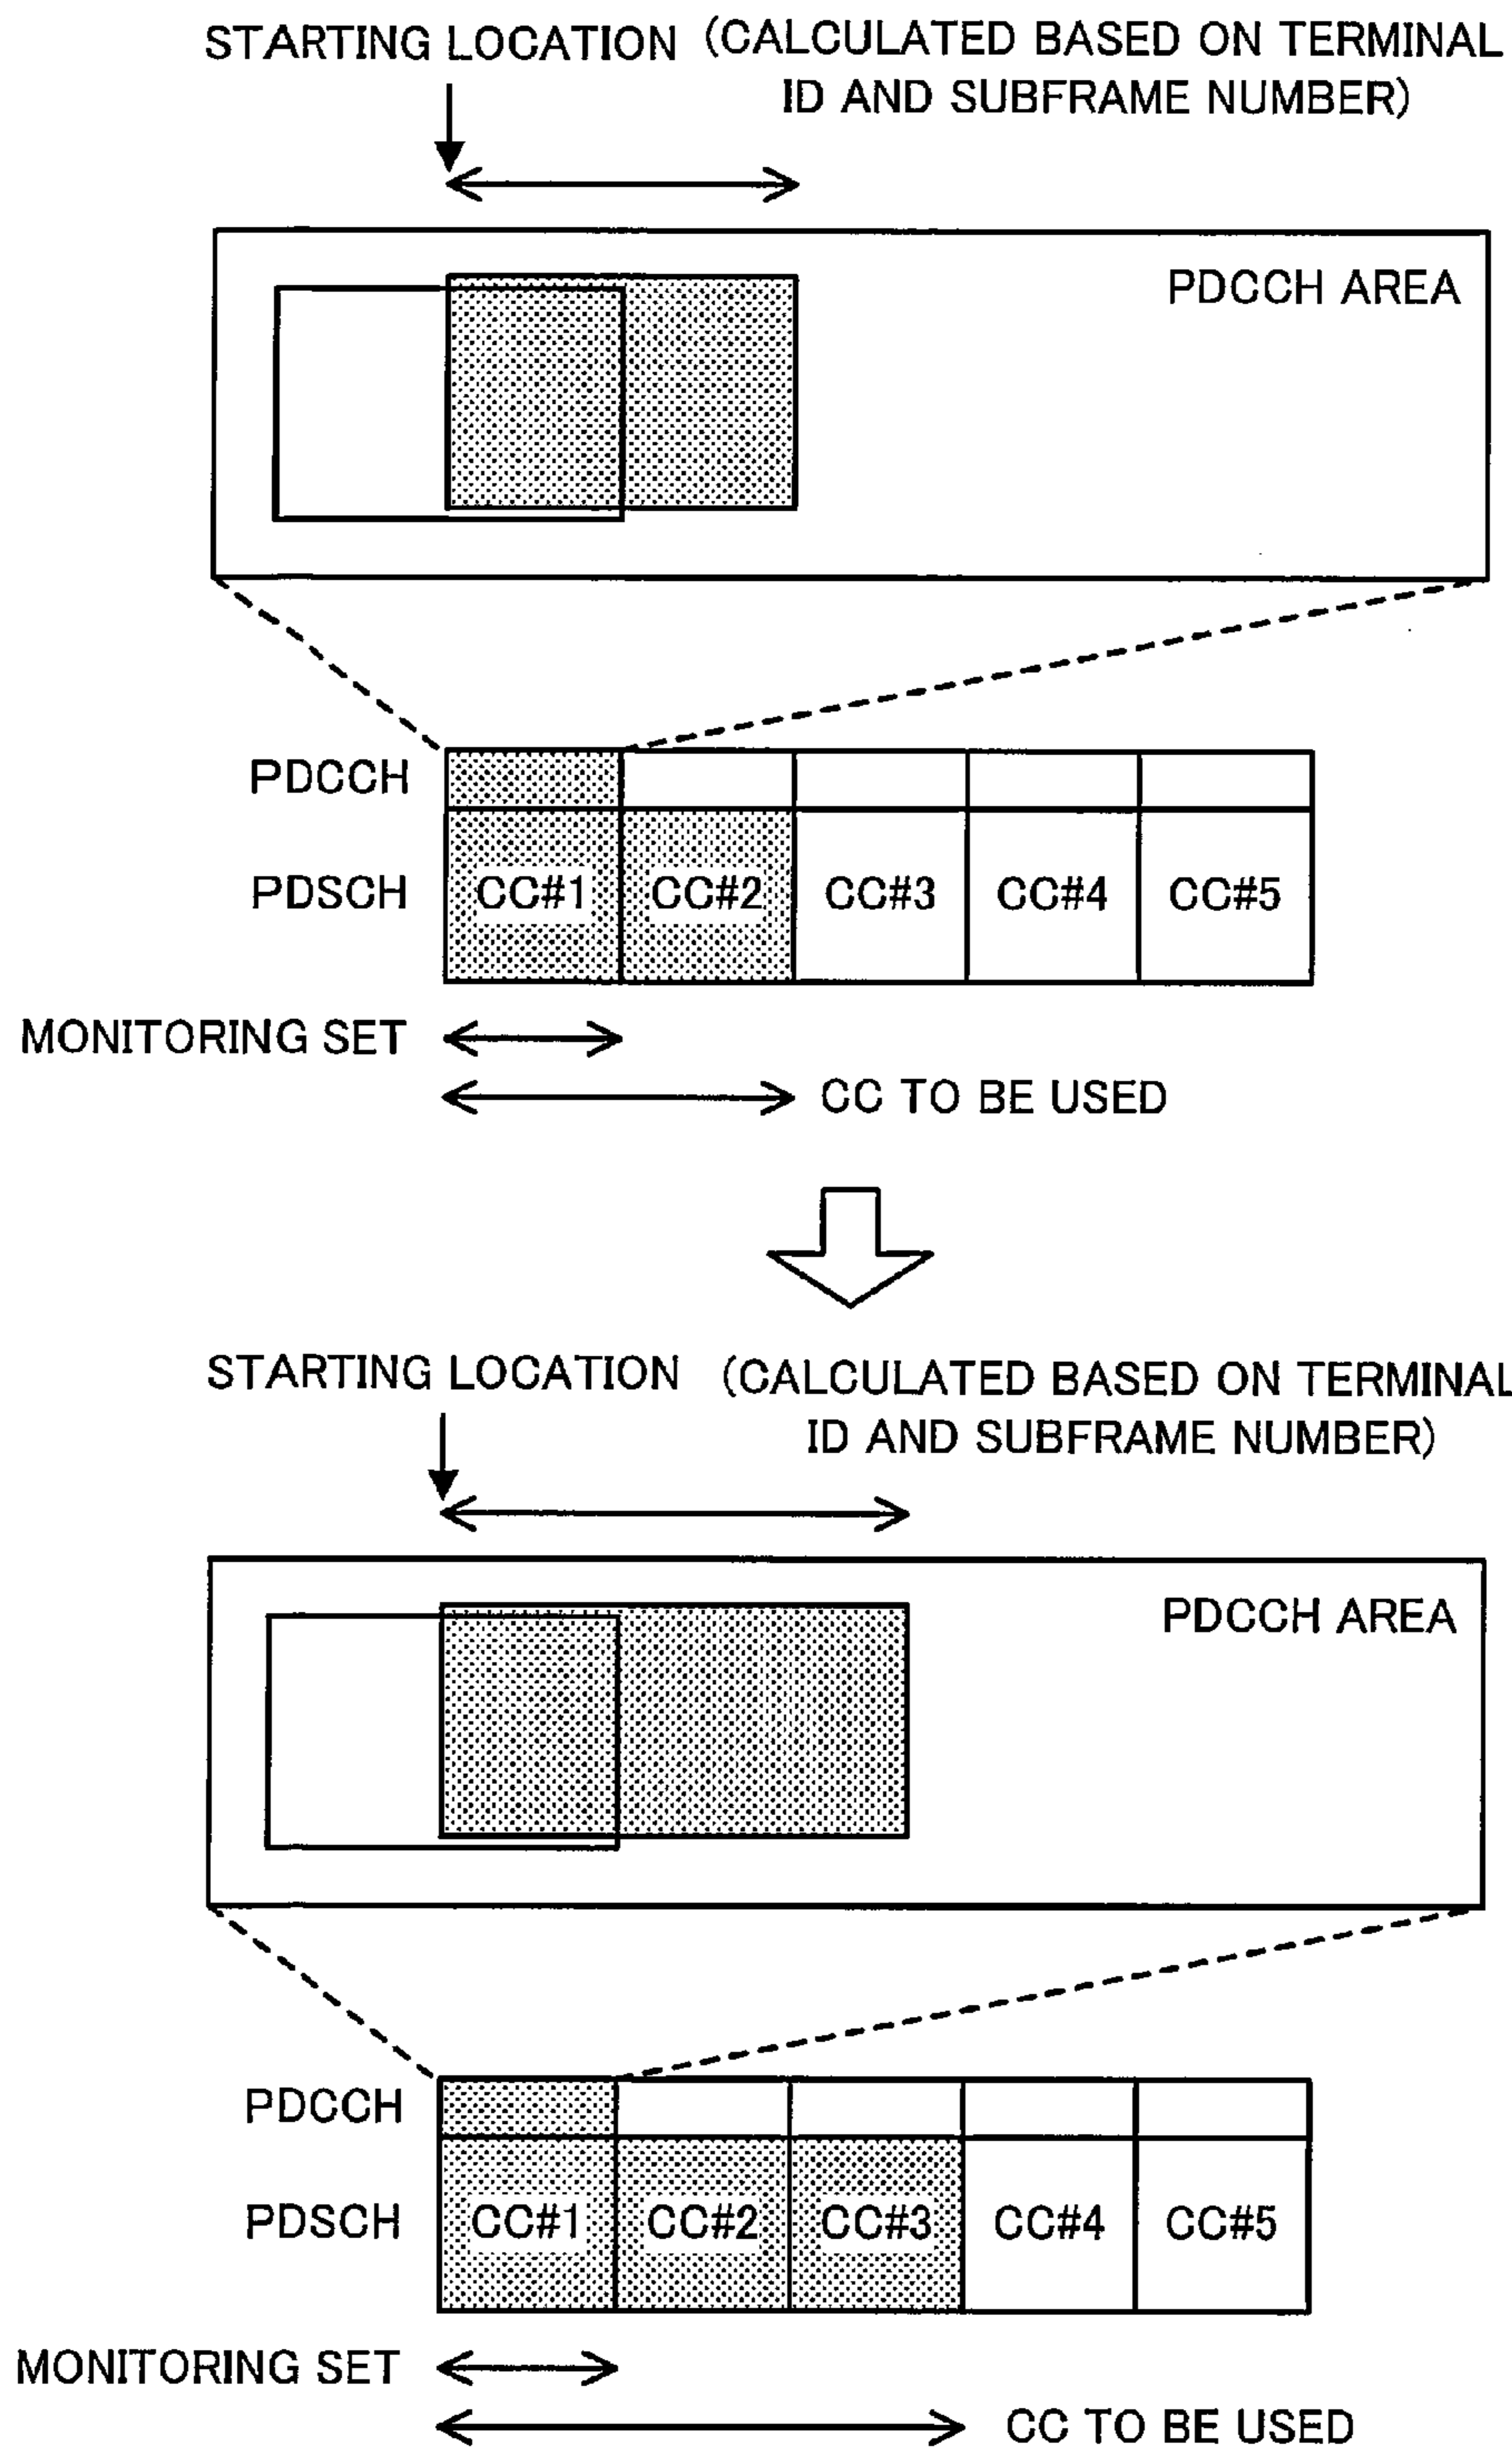 STARTING LOCATION (CALCULATED BASED ON TERMINAL
ID AND SUBFRAME NUMBER)
PDCCH AREA
PDCCH
PDSCH CC#1 CC#2 CC#3 CC#4 CC#5
MONITORING SET
CC TO BE USED
STARTING LOCATION (CALCULATED BASED ON TERMINAL
ID AND SUBFRAME NUMBER)
PDCCH AREA
PDCCH
PDSCH CC#1 CC#2 CC#3 CC#4 CC#5
MONITORING SET
CC TO BE USED